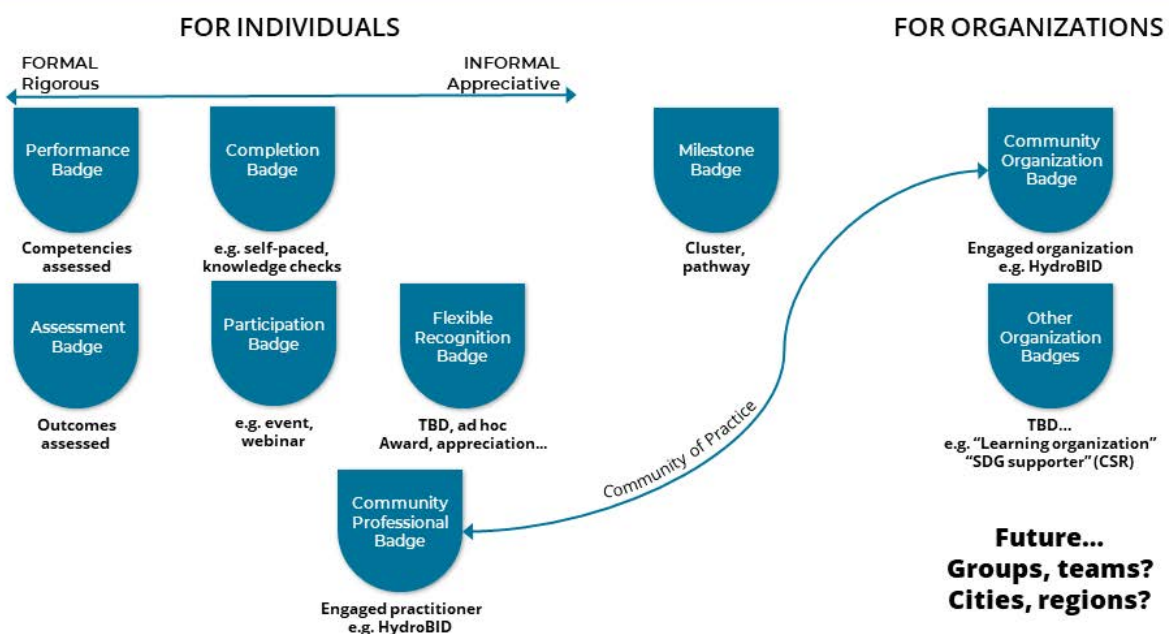 FOR INDIVIDUALS
FOR ORGANIZATIONS
FORMAL
Rigorous
INFORMAL
Appreciative
Performance
Badge
Competencies
assessed
Completion
Badge
e.g. self-paced,
knowledge checks
Milestone
Badge
Cluster,
pathway
Community
Organization
Badge
Engaged organization
e.g. HydroBID
Assessment
Badge
Outcomes
assessed
Participation
Badge
e.g. event,
webinar
Flexible
Recognition
Badge
TBD, ad hoc
Award, appreciation...
Other
Organization
Badges
TBD...
e.g. “Learning organization”
“SDG supporter” (CSR)
Community of Practice
Community
Professional
Badge
Engaged practitioner
e.g. HydroBID
Future...
Groups, teams?
Cities, regions?